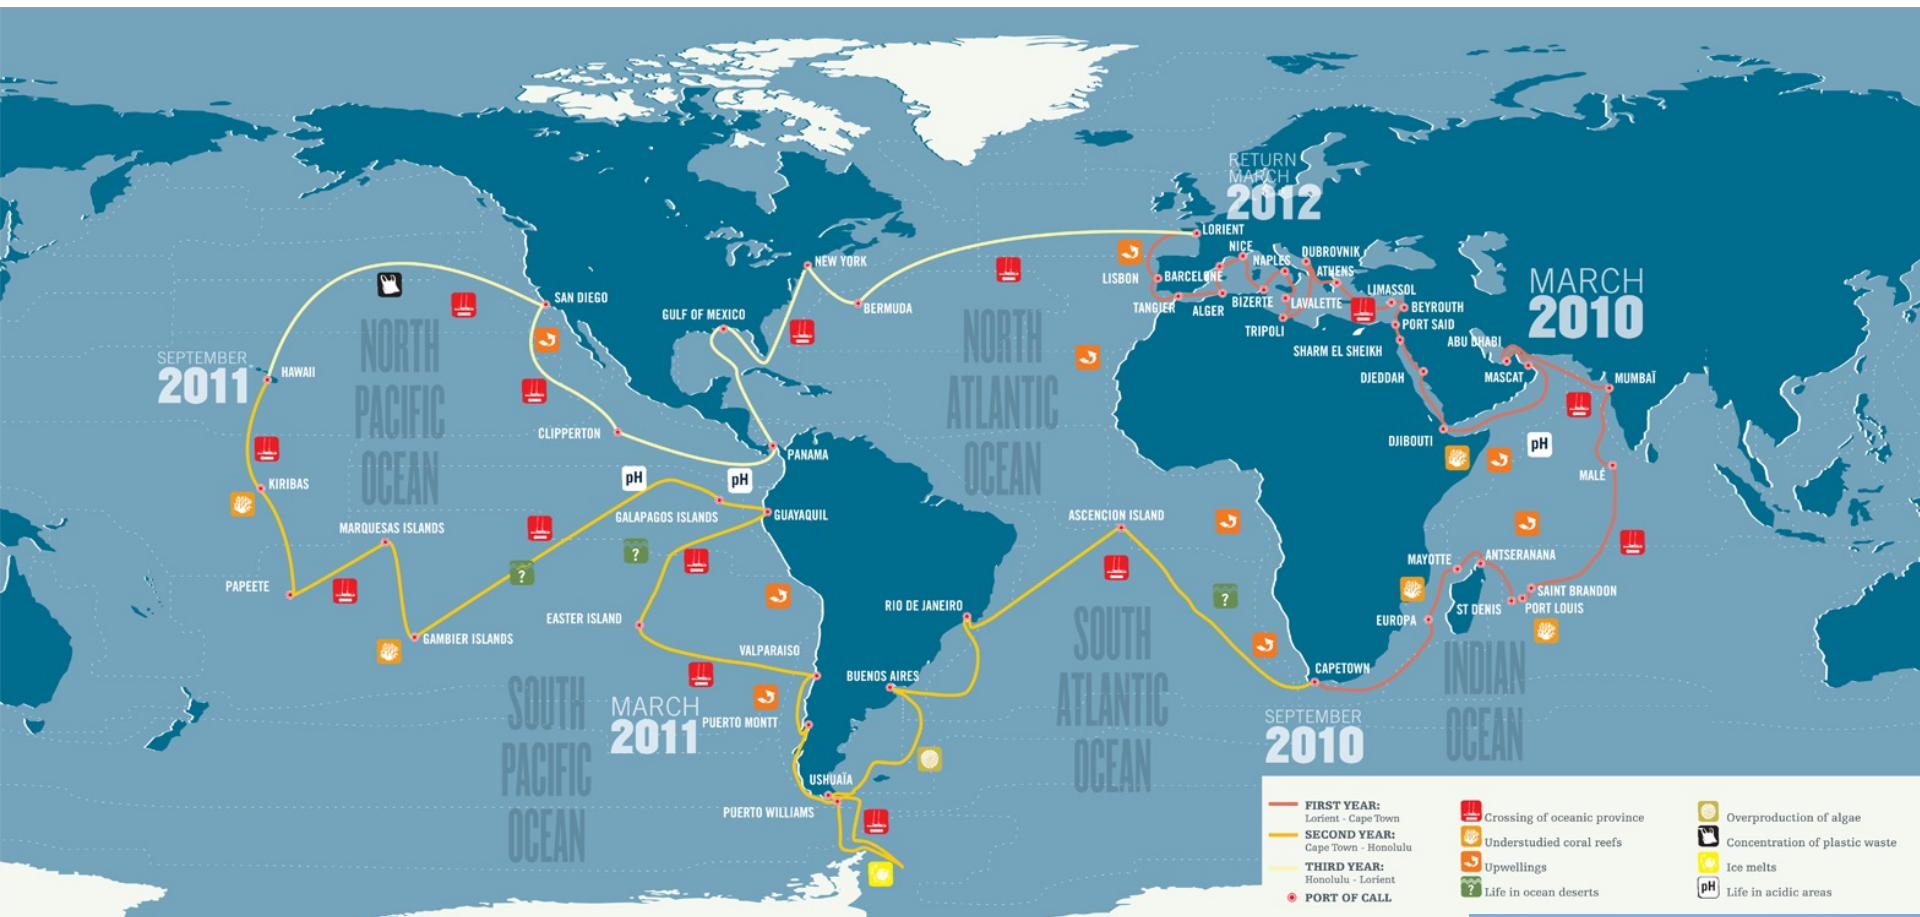 RETURN
MARCH
2012
LORIENT
NICE
DUBROVNIK
NAPLES
NEW YORK
ATHENS
LISBON
BARCELONE
MARCH
2010
SAN DIEGO
LIMASSOL
BERMUDA
TANGIER
ALGER
BIZERTE
LAVALETTE
BEYROUTH
GULF OF MEXICO
PORT SAID
TRIPOLI
NORTH
PACIFIC
OCEAN
NORTH
ATLANTIC
OCEAN
SHARM EL SHEIKH
ABU DHABI
SEPTEMBER
2011
HAWAII
DJEDDAH
MASCAT
MUMBAÏ
CLIPPERTON
PANAMA
DJIBOUTI
pH
MALÉ
pH
pH
KIRIBAS
GALAPAGOS ISLANDS
GUAYAQUIL
ASCENCION ISLAND
MARQUESAS ISLANDS
?
?
?
MAYOTTE
ANTSERANANA
PAPEETE
SAINT BRANDON
ST DENIS
PORT LOUIS
RIO DE JANEIRO
EASTER ISLAND
EUROPA
GAMBIER ISLANDS
SOUTH
ATLANTIC
OCEAN
VALPARAISO
INDIAN
OCEAN
BUENOS AIRES
CAPETOWN
SOUTH
PACIFIC
OCEAN
MARCH
2011
PUERTO MONTT
SEPTEMBER
2010
USHUAÏA
PUERTO WILLIAMS
FIRST YEAR:
Lorient - Cape Town
SECOND YEAR:
Cape Town - Honolulu
THIRD YEAR:
Honolulu - Lorient
PORT OF CALL
Crossing of oceanic province
Understudied coral reefs
Upwellings
? Life in ocean deserts
Overproduction of algae
Concentration of plastic waste
Ice melts
pH Life in acidic areas